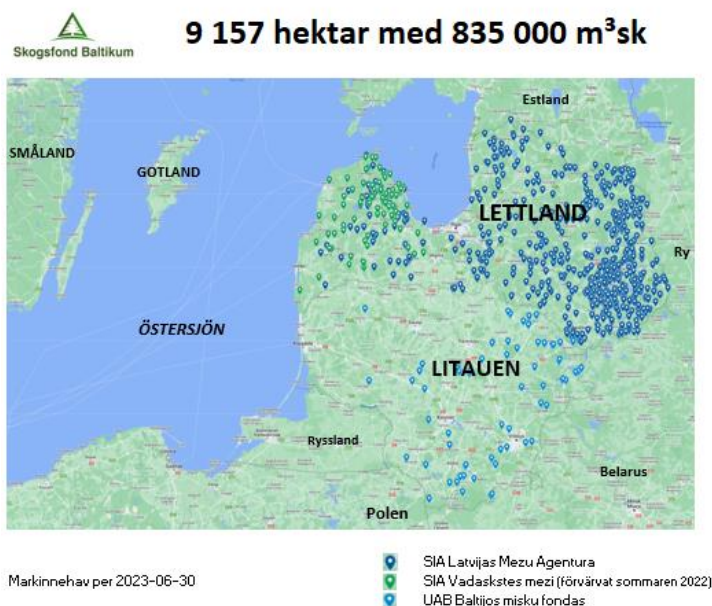 Skogsfond Baltikum
9 157 hektar med 835 000 m³sk
Estland
SMÅLAND
GOTLAND
LETTLAND
Ry
ÖSTERSJÖN
LITAUEN
Ryssland
Belarus
Polen
Markinnehav per 2023-06-30
SIA Latvijas Mezu Agentura
SIA Vadaskstes mezi (förvärvat sommaren 2022)
UAB Baltijos misku fondas